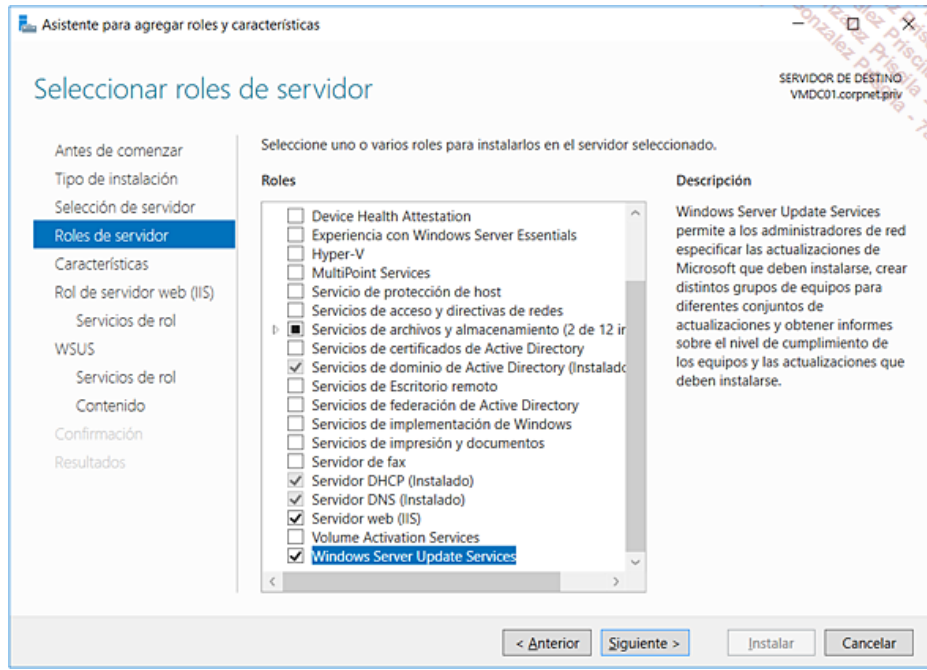 Asistente para agregar roles y características
Seleccionar roles de servidor
SERVIDOR DE DESTINO
VMDC01.corpnet.priv
Antes de comenzar
Tipo de instalación
Selección de servidor
Roles de servidor
Características
Rol de servidor web (IIS)
Servicios de rol
WSUS
Servicios de rol
Contenido
Confirmación
Resultados
Seleccione uno o varios roles para instalarlos en el servidor seleccionado.
Roles
Device Health Attestation
Experiencia con Windows Server Essentials
Hyper-V
MultiPoint Services
Servicio de protección de host
Servicios de acceso y directivas de redes
Servicios de archivos y almacenamiento (2 de 12 in
Servicios de certificados de Active Directory
Servicios de dominio de Active Directory (Instalado
Servicios de Escritorio remoto
Servicios de federación de Active Directory
Servicios de implementación de Windows
Servicios de impresión y documentos
Servidor de fax
Servidor DHCP (Instalado)
Servidor DNS (Instalado)
Servidor web (IIS)
Volume Activation Services
Windows Server Update Services
Descripción
Windows Server Update Services
permite a los administradores de red
especificar las actualizaciones de
Microsoft que deben instalarse, crear
distintos grupos de equipos para
diferentes conjuntos de
actualizaciones y obtener informes
sobre el nivel de cumplimiento de
los equipos y las actualizaciones que
deben instalarse.
< Anterior
Siguiente >
Instalar
Cancelar